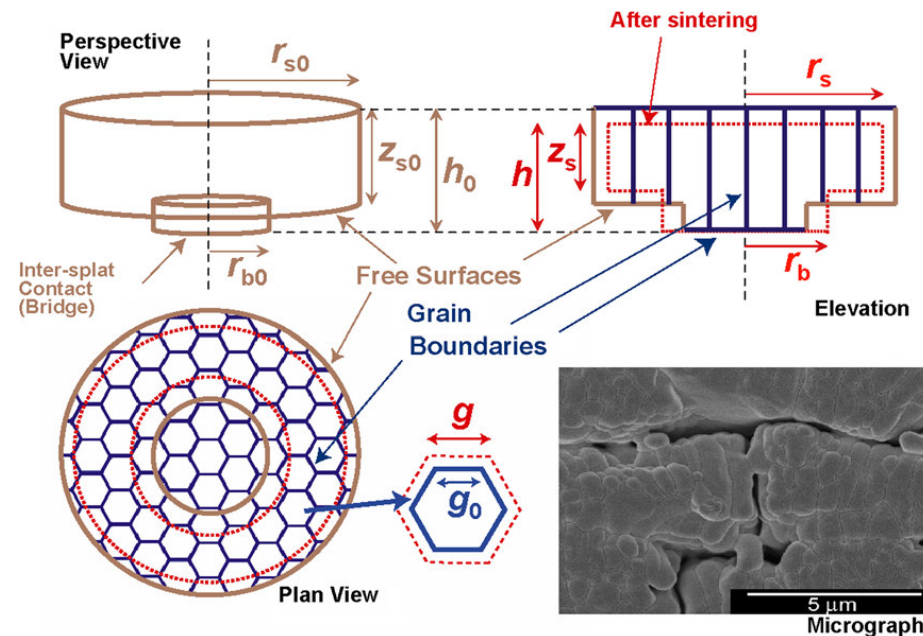 Perspective
View
r_s0
z_s0
h_0
Inter-splat
Contact
(Bridge)
r_b0
Free Surfaces
After sintering
r_s
h
z_s
r_b
Elevation
Grain
Boundaries
g
g_0
Plan View
5 μm
Micrograph